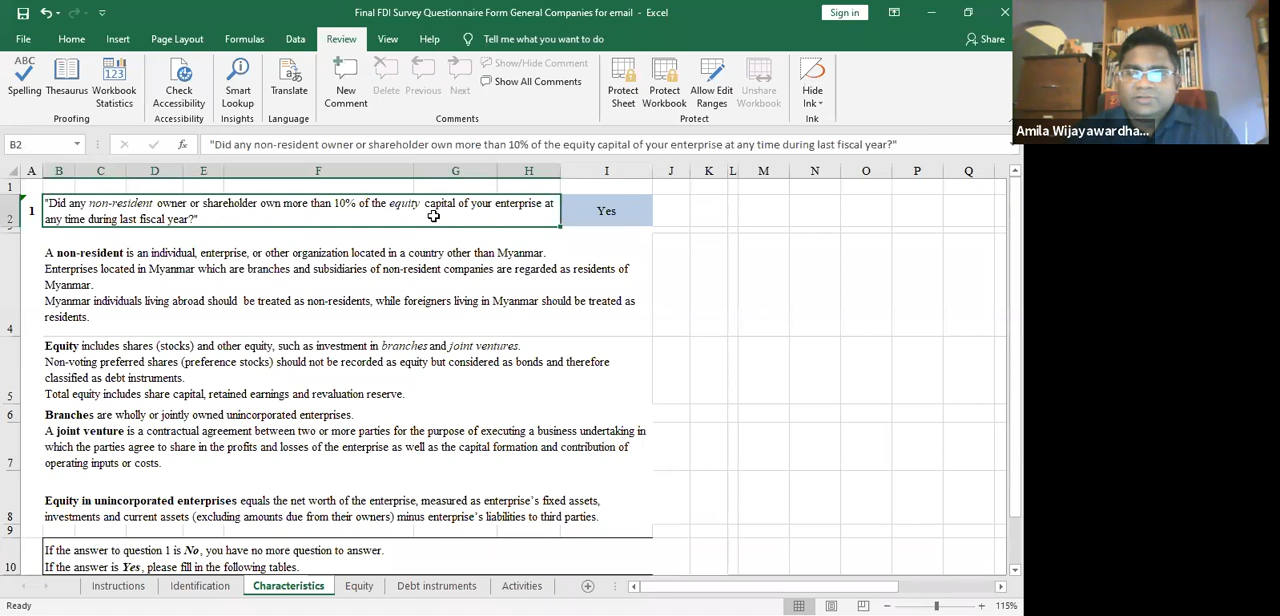 Final FDI Survey Questionnaire Form General Companies for email - Excel
Sign in
File Home Insert Page Layout Formulas Data Review View Help Tell me what you want to do Share
ABC
Spelling Thesaurus Workbook Statistics
Check Accessibility
Smart Lookup
Translate
New Comment
Delete Previous Next
Show/Hide Comment
Show All Comments
Protect Sheet
Protect Workbook
Allow Edit Ranges
Unshare Workbook
Hide Ink
Proofing Accessibility Insights Language Comments Protect Ink
Amila Wijayawardha...
B2 fx "Did any non-resident owner or shareholder own more than 10% of the equity capital of your enterprise at any time during last fiscal year?"
A B C D E F G H I J K L M N O P Q
1
2
1 "Did any non-resident owner or shareholder own more than 10% of the equity capital of your enterprise at
any time during last fiscal year?"
Yes
A non-resident is an individual, enterprise, or other organization located in a country other than Myanmar.
Enterprises located in Myanmar which are branches and subsidiaries of non-resident companies are regarded as residents of
Myanmar.
Myanmar individuals living abroad should be treated as non-residents, while foreigners living in Myanmar should be treated as
residents.
4
Equity includes shares (stocks) and other equity, such as investment in branches and joint ventures.
Non-voting preferred shares (preference stocks) should not be recorded as equity but considered as bonds and therefore
classified as debt instruments.
Total equity includes share capital, retained earnings and revaluation reserve.
5
6 Branches are wholly or jointly owned unincorporated enterprises.
A joint venture is a contractual agreement between two or more parties for the purpose of executing a business undertaking in
which the parties agree to share in the profits and losses of the enterprise as well as the capital formation and contribution of
operating inputs or costs.
7
Equity in unincorporated enterprises equals the net worth of the enterprise, measured as enterprise's fixed assets,
investments and current assets (excluding amounts due from their owners) minus enterprise's liabilities to third parties.
8
9
If the answer to question 1 is No, you have no more question to answer.
If the answer is Yes, please fill in the following tables.
10
Instructions Identification Characteristics Equity Debt instruments Activities
Ready
115%